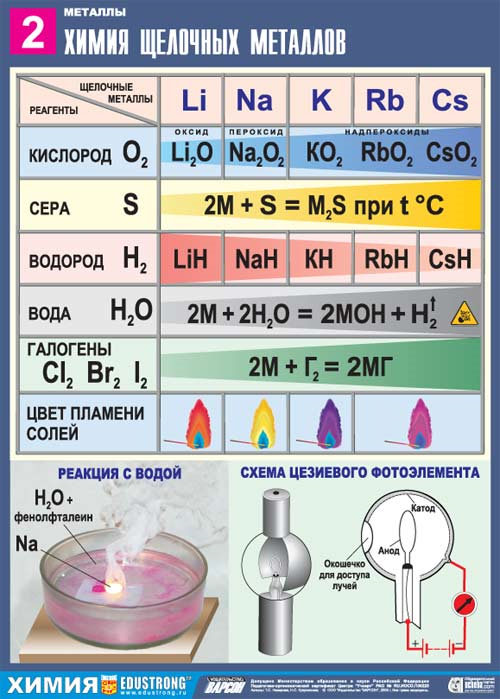 2
МЕТАЛЛЫ
ХИМИЯ ЩЕЛОЧНЫХ МЕТАЛЛОВ
ЩЕЛОЧНЫЕ МЕТАЛЛЫ
РЕАГЕНТЫ
Li Na K Rb Cs
ОКСИД ПЕРОКСИД НАДПЕРОКСИДЫ
КИСЛОРОД O₂ Li₂O Na₂O₂ KO₂ RbO₂ CsO₂
СЕРА S 2M + S = M₂S при t °C
ВОДОРОД H₂ LiH NaH KH RbH CsH
ВОДА H₂O 2M + 2H₂O = 2MOH + H₂↑
ГАЛОГЕНЫ
Cl₂ Br₂ I₂ 2М + Г₂ = 2МГ
ЦВЕТ ПЛАМЕНИ
СОЛЕЙ
РЕАКЦИЯ С ВОДОЙ
H₂O +
фенолфталеин
Na
СХЕМА ЦЕЗИЕВОГО ФОТОЭЛЕМЕНТА
Катод
Анод
Окошечко
для доступа
лучей
+ -
ХИМИЯ EDUSTRONG
www.edustrong.ru
ВАРСОН